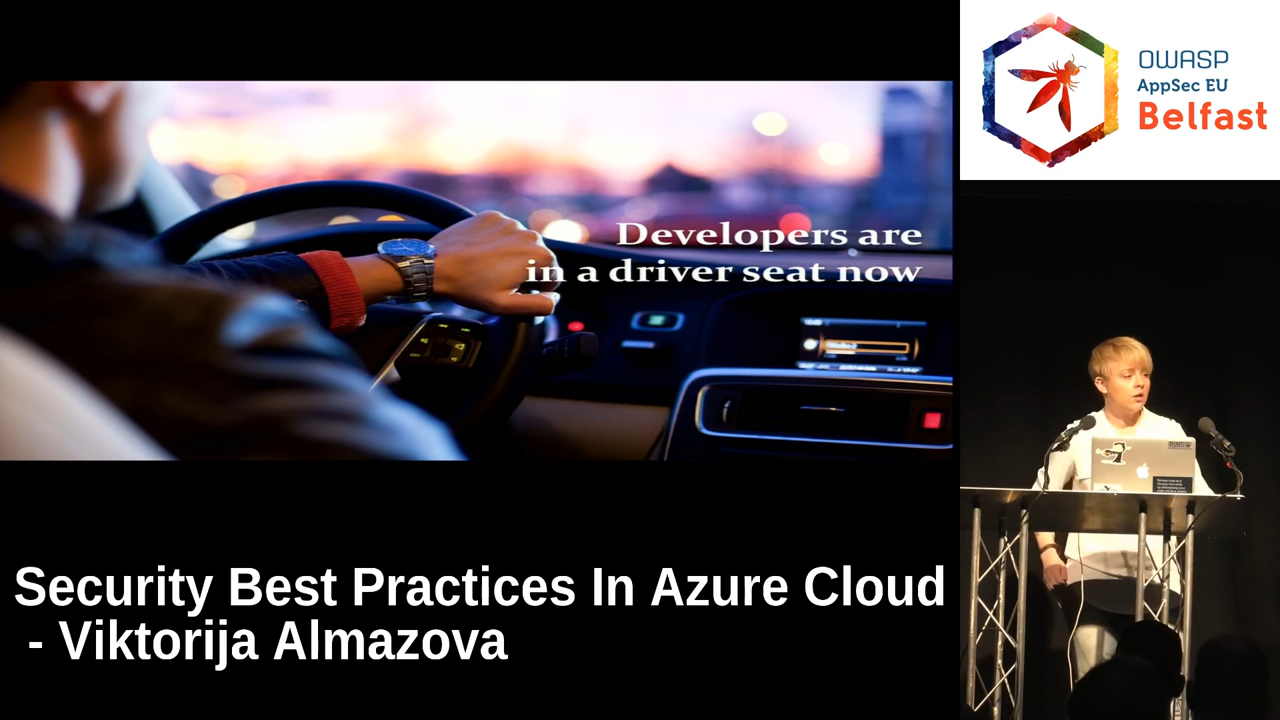 Developers are
in a driver seat now
OWASP
AppSec EU
Belfast
Security Best Practices In Azure Cloud
- Viktorija Almazova